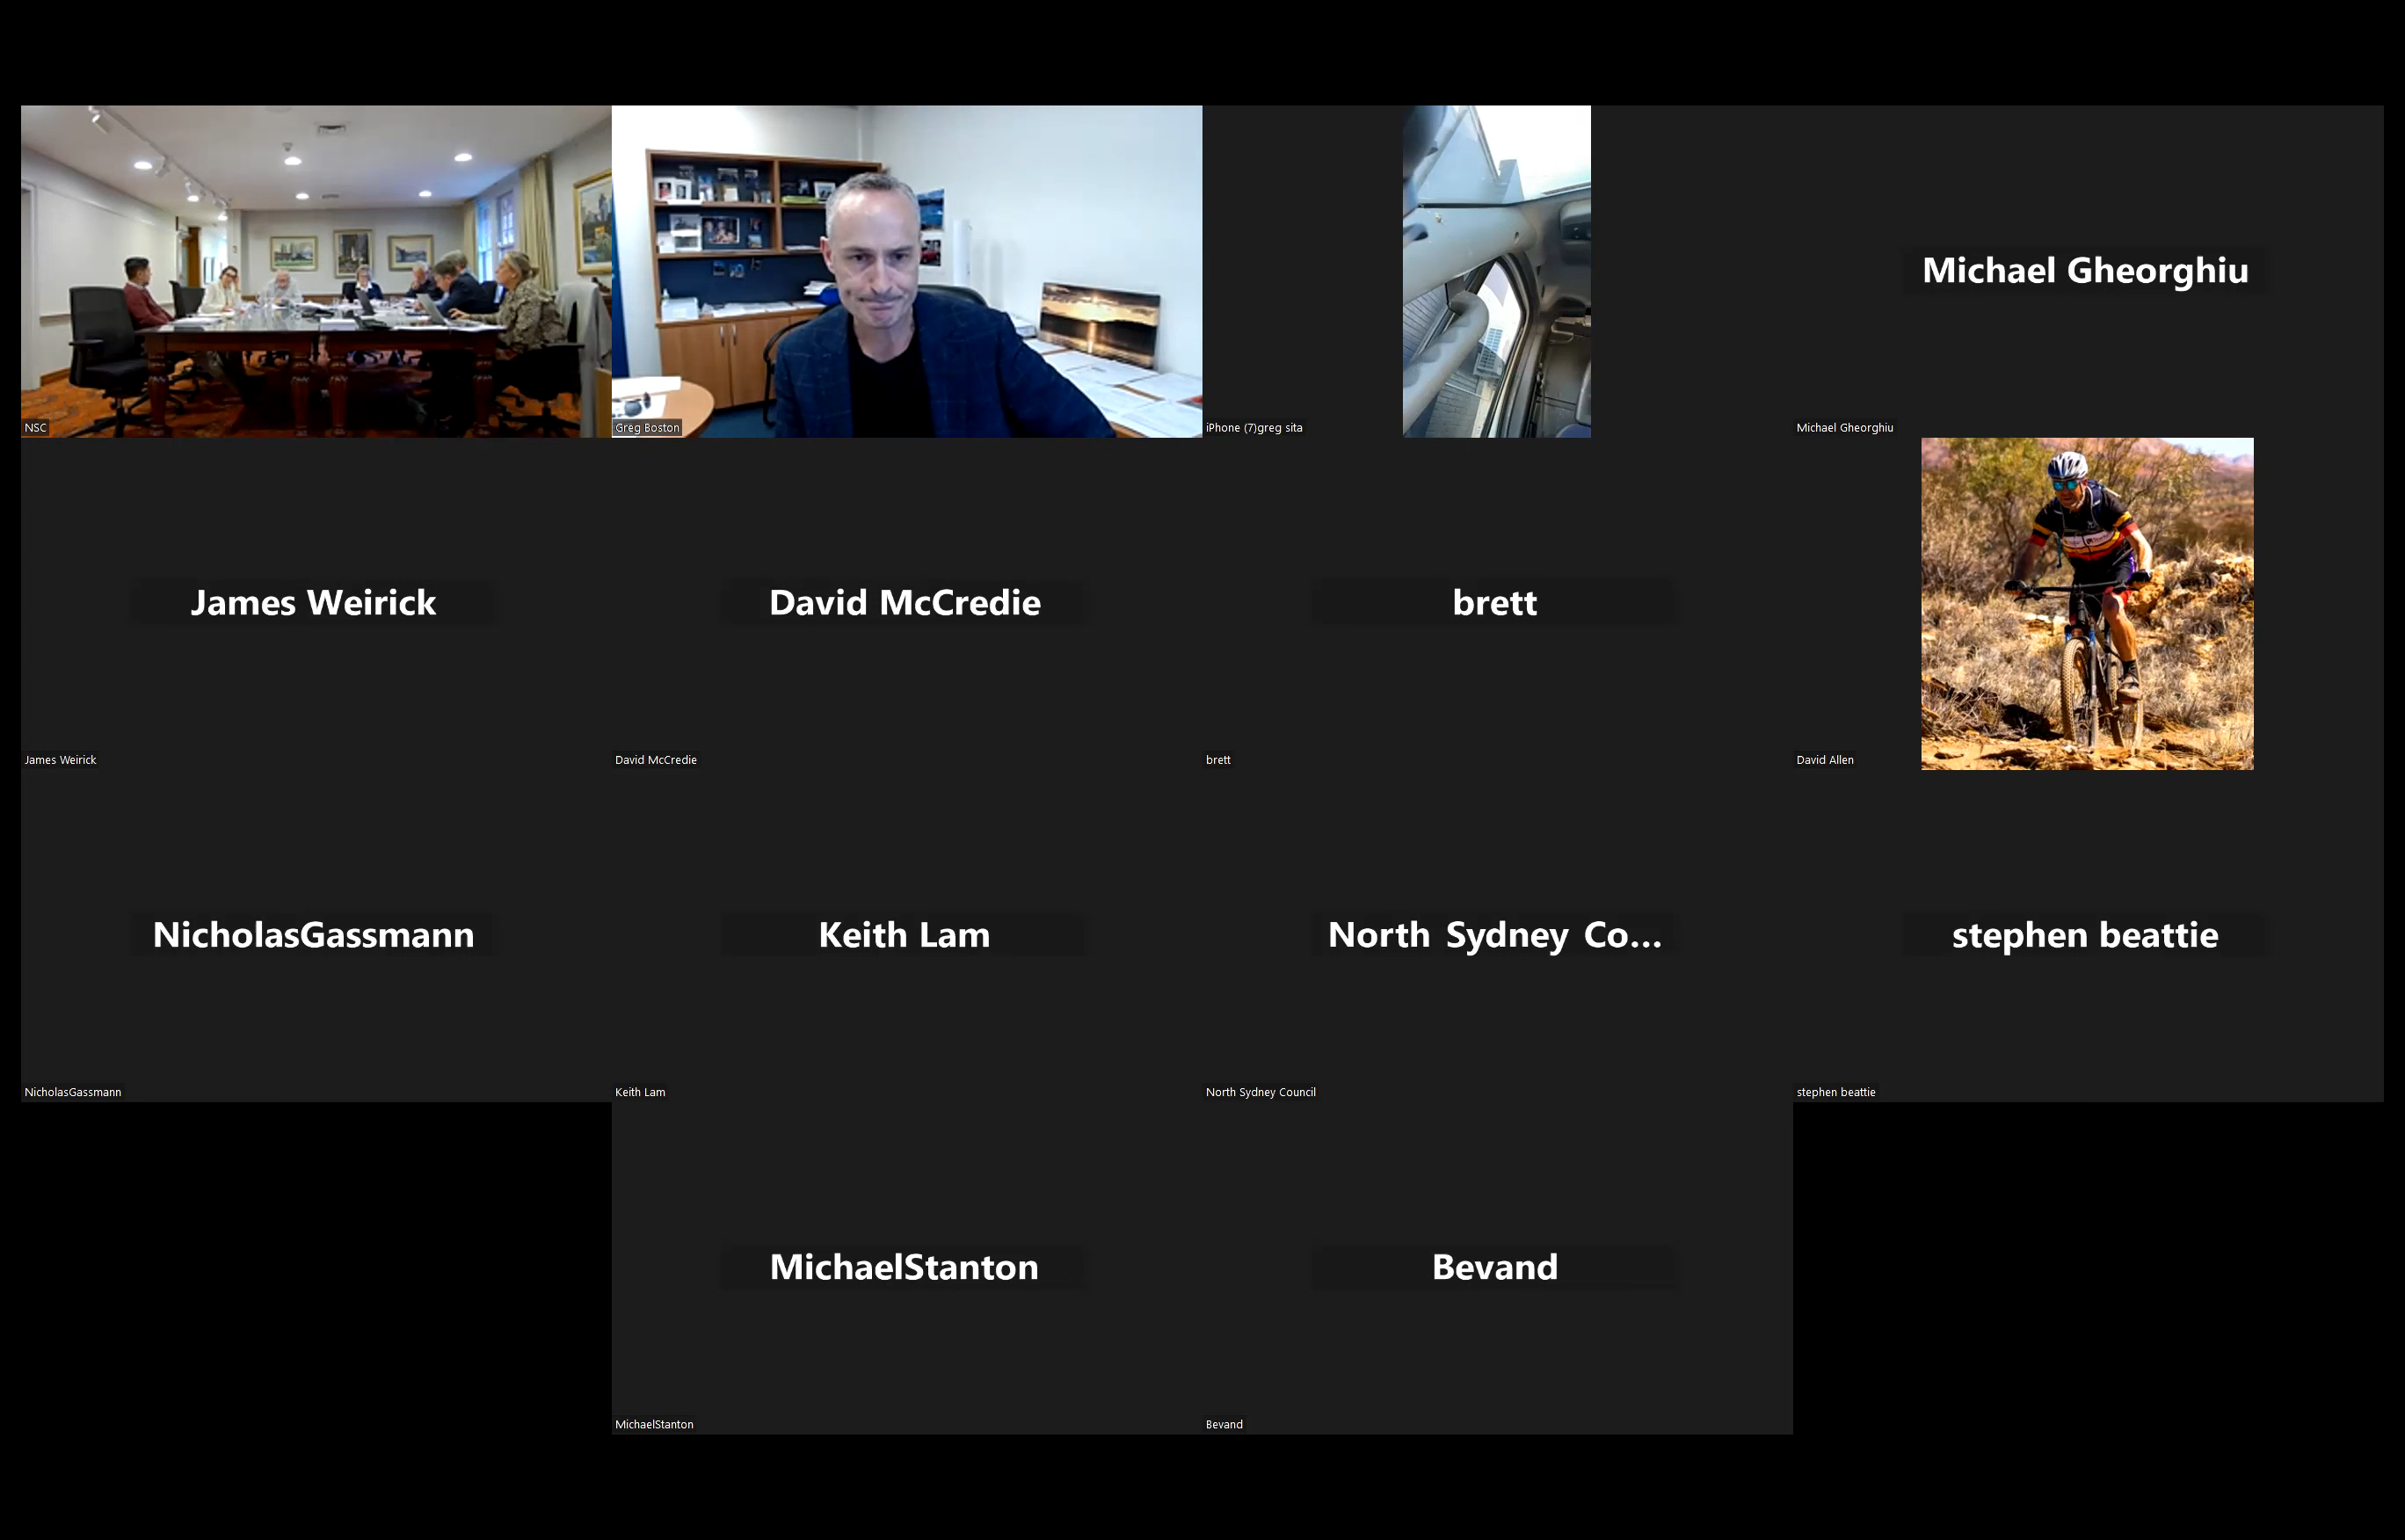 NSC
Greg Boston
iPhone (7)greg sita
Michael Gheorghiu
Michael Gheorghiu
James Weirick
James Weirick
David McCredie
David McCredie
brett
brett
David Allen
NicholasGassmann
NicholasGassmann
Keith Lam
Keith Lam
North Sydney Co...
North Sydney Council
stephen beattie
stephen beattie
MichaelStanton
MichaelStanton
Bevand
Bevand